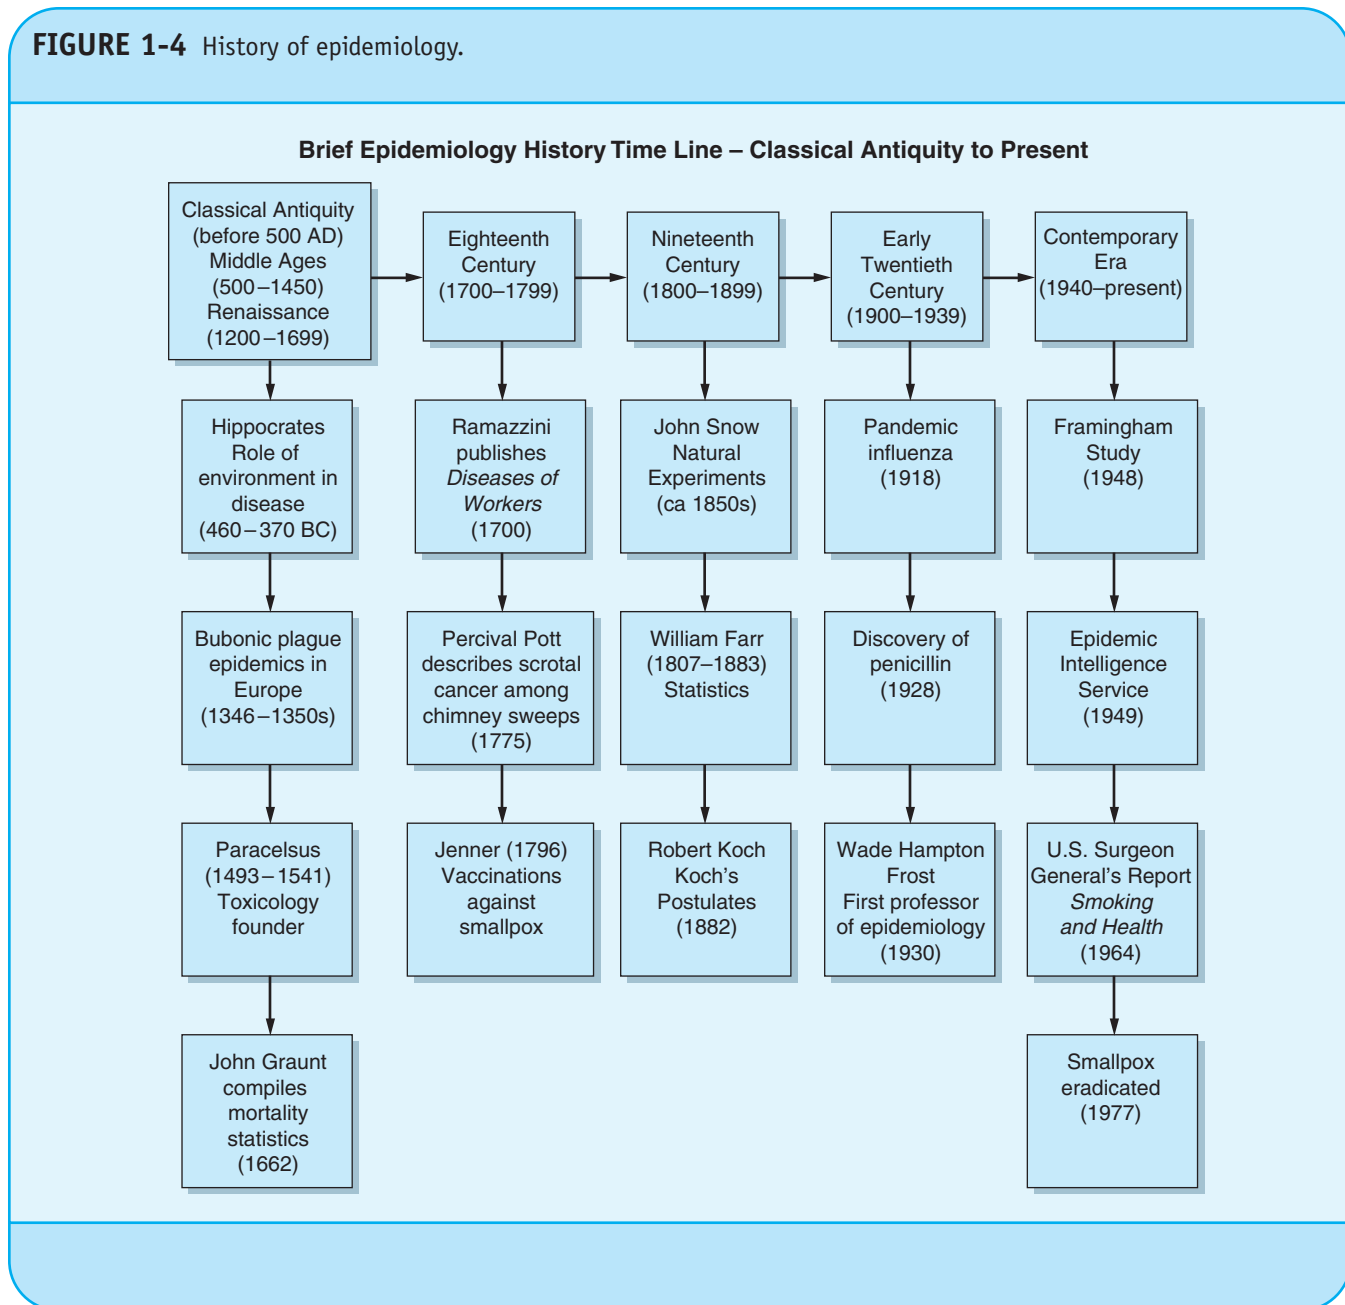 FIGURE 1-4 History of epidemiology.
Brief Epidemiology History Time Line – Classical Antiquity to Present
Classical Antiquity
(before 500 AD)
Middle Ages
(500–1450)
Renaissance
(1200–1699)
Eighteenth
Century
(1700–1799)
Nineteenth
Century
(1800–1899)
Early
Twentieth
Century
(1900–1939)
Contemporary
Era
(1940–present)
Hippocrates
Role of
environment in
disease
(460–370 BC)
Ramazzini
publishes
Diseases of
Workers
(1700)
John Snow
Natural
Experiments
(ca 1850s)
Pandemic
influenza
(1918)
Framingham
Study
(1948)
Bubonic plague
epidemics in
Europe
(1346–1350s)
Percival Pott
describes scrotal
cancer among
chimney sweeps
(1775)
William Farr
(1807–1883)
Statistics
Discovery of
penicillin
(1928)
Epidemic
Intelligence
Service
(1949)
Paracelsus
(1493–1541)
Toxicology
founder
Jenner (1796)
Vaccinations
against
smallpox
Robert Koch
Koch's
Postulates
(1882)
Wade Hampton
Frost
First professor
of epidemiology
(1930)
U.S. Surgeon
General's Report
Smoking
and Health
(1964)
John Graunt
compiles
mortality
statistics
(1662)
Smallpox
eradicated
(1977)